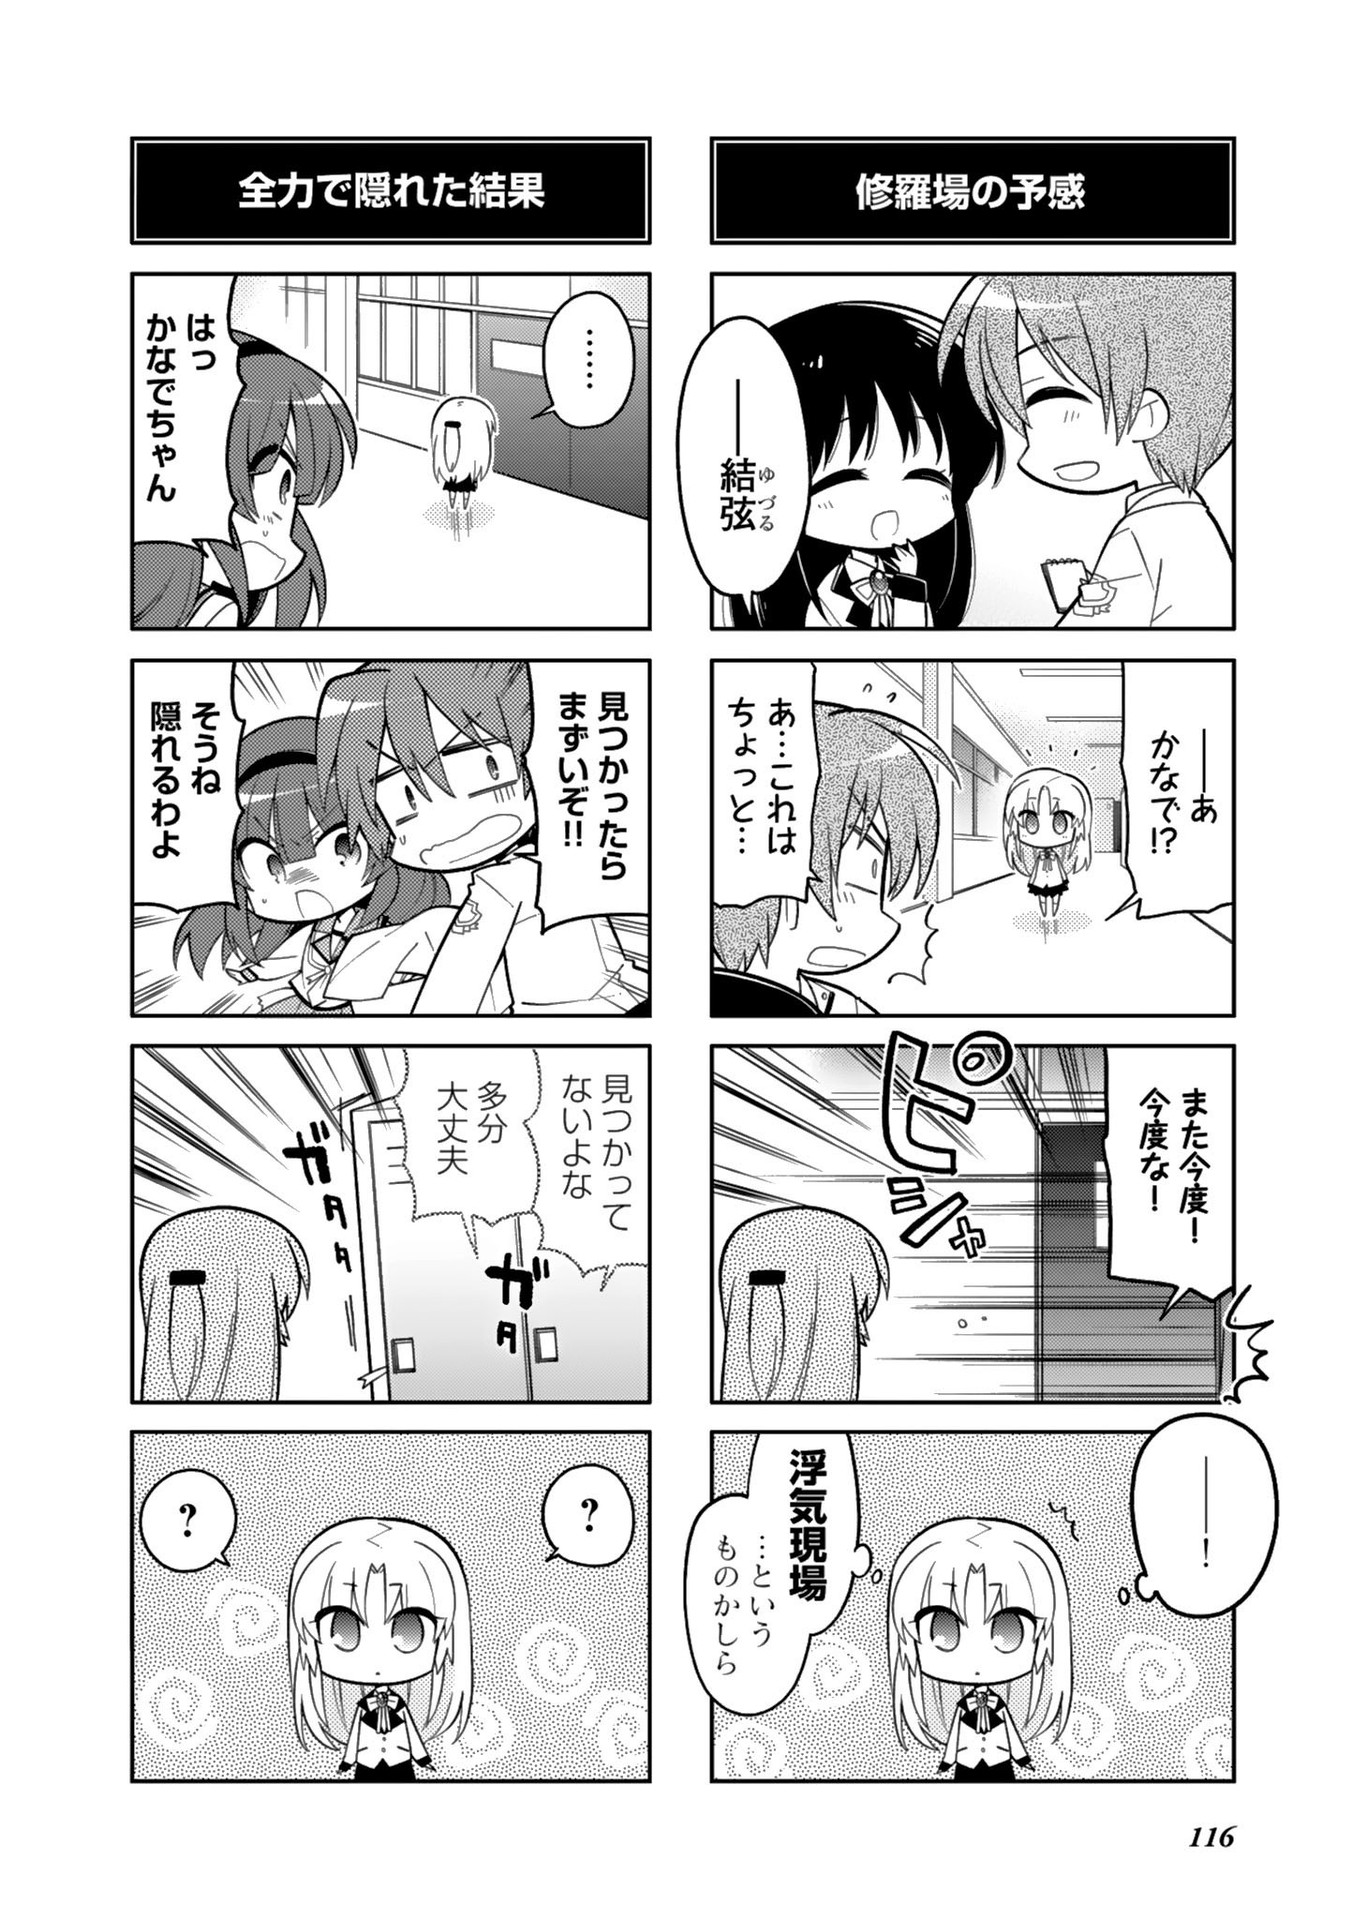 修羅場の予感
──結弦
ゆづる
──あ
かなで!?
あ…これは
ちょっと…
また今度！
今度な！
ピシャ
──！
浮気現場
…という
ものかしら
全力で隠れた結果
……
はっ
かなでちゃん
見つかったら
まずいぞ!!
そうね
隠れるわよ
見つかって
ないよな
多分
大丈夫
ガタタ
ガタ
？
？
116